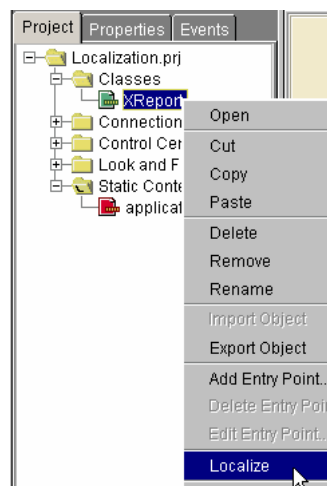 Project Properties Events
Localization.prj
Classes
XReport
Connection
Control Cer
Look and F
Static Conte
applicat
Open
Cut
Copy
Paste
Delete
Remove
Rename
Import Object
Export Object
Add Entry Point..
Delete Entry Poi
Edit Entry Point..
Localize